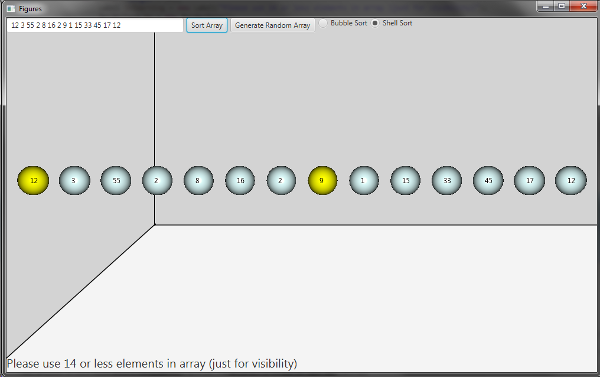 Figures
12 3 55 2 8 16 2 9 1 15 33 45 17 12 Sort Array Generate Random Array Bubble Sort Shell Sort
12 3 55 2 8 16 2 9 1 15 33 45 17 12
Please use 14 or less elements in array (just for visibility)